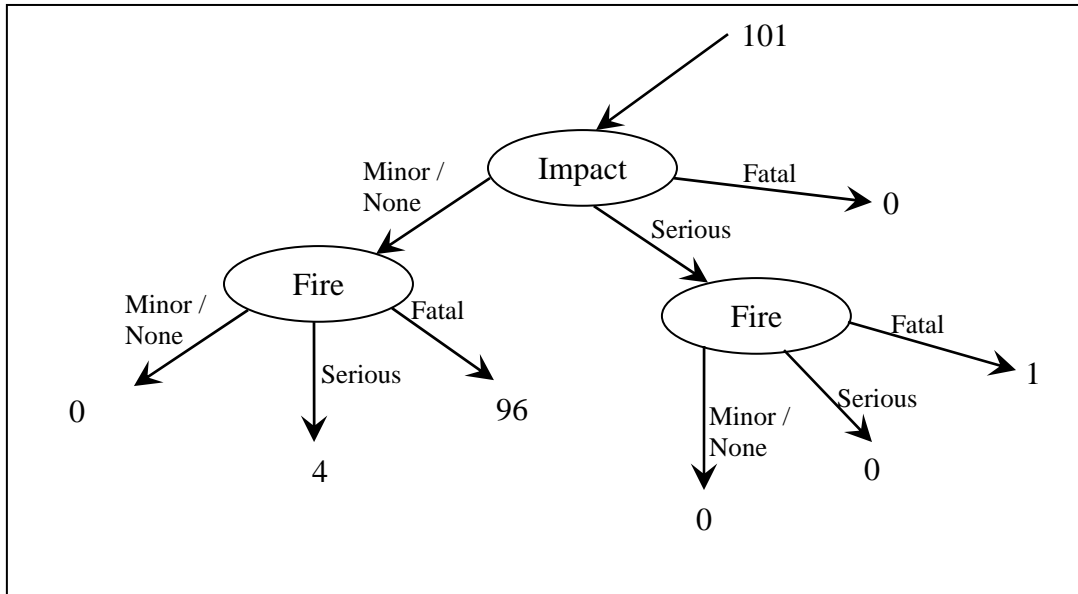 101
Impact
Minor /
None
Fatal
0
Serious
Fire
Minor /
None
Fatal
Serious
0
4
96
Fire
Fatal
1
Serious
Minor /
None
0
0